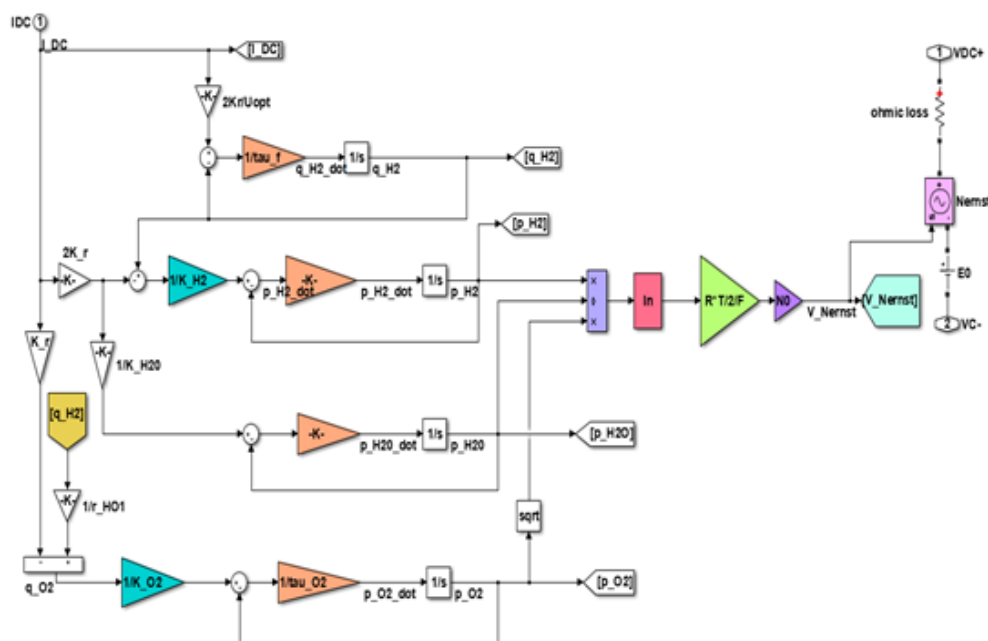 IDC 1
I_DC
[I_DC]
-K-
2Kr/Uopt
1/tau_f
q_H2_dot
1/s
q_H2
[q_H2]
[p_H2]
2K_r
-K-
1/K_H2
p_H2_dot
-K-
p_H2_dot
1/s
p_H2
K_r
-K-
1/K_H20
[q_H2]
-K-
1/r_HO1
-K-
p_H20_dot
1/s
p_H20
[p_H2O]
q_O2
1/K_O2
1/tau_O2
p_O2_dot
1/s
p_O2
[p_O2]
sqrt
×
÷
×
ln
R*T/2/F
N0
V_Nernst
[V_Nernst]
1
VDC+
ohmic loss
Nernst
E0
2
VC-